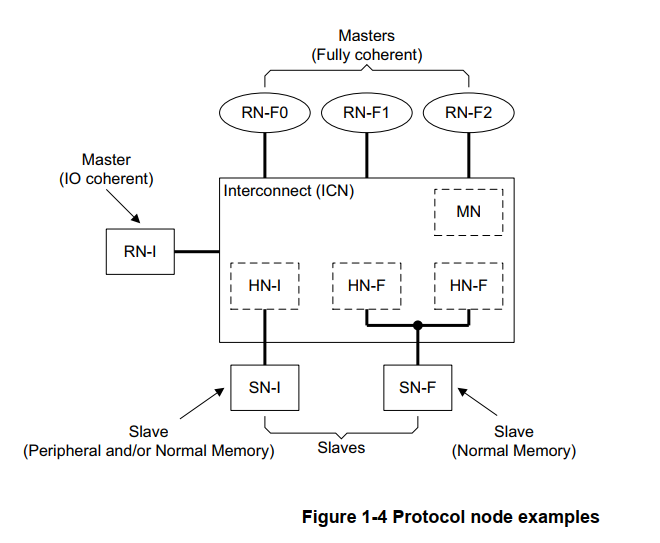 Masters
(Fully coherent)
RN-F0
RN-F1
RN-F2
Master
(IO coherent)
Interconnect (ICN)
MN
RN-I
HN-I
HN-F
HN-F
SN-I
SN-F
Slave
(Peripheral and/or Normal Memory)
Slaves
Slave
(Normal Memory)
Figure 1-4 Protocol node examples